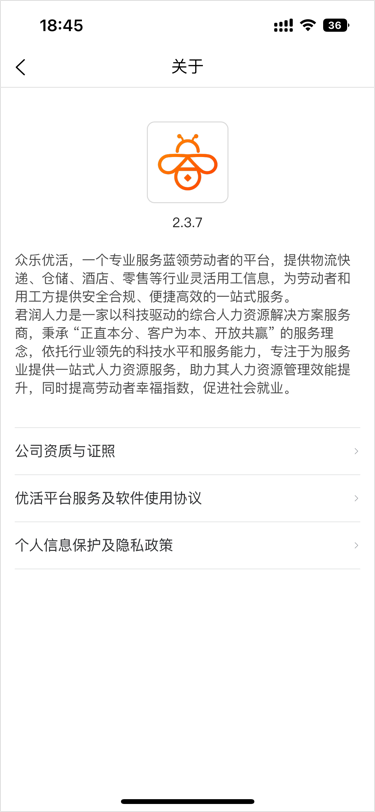 18:45
36
关于
2.3.7
众乐优活，一个专业服务蓝领劳动者的平台，提供物流快
递、仓储、酒店、零售等行业灵活用工信息，为劳动者和
用工方提供安全合规、便捷高效的一站式服务。
君润人力是一家以科技驱动的综合人力资源解决方案服务
商，秉承“正直本分、客户为本、开放共赢”的服务理
念，依托行业领先的科技水平和服务能力，专注于为服务
业提供一站式人力资源服务，助力其人力资源管理效能提
升，同时提高劳动者幸福指数，促进社会就业。
公司资质与证照
优活平台服务及软件使用协议
个人信息保护及隐私政策